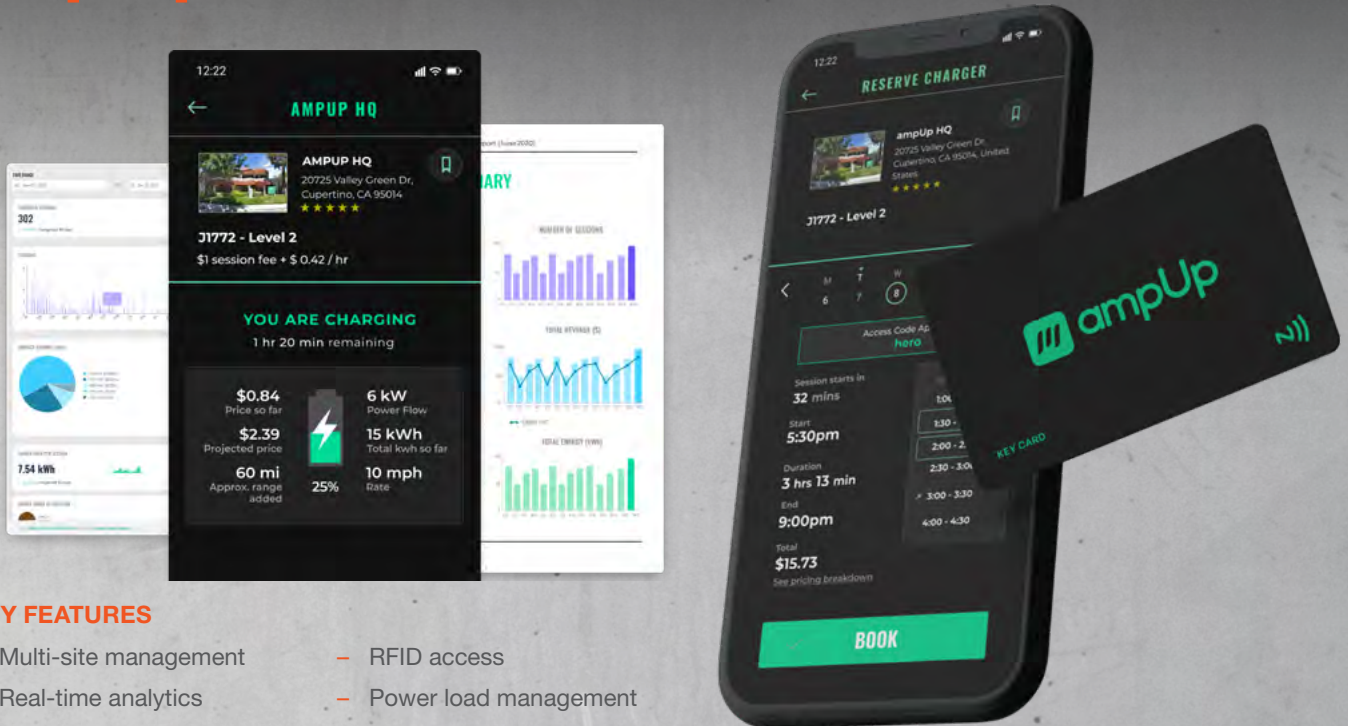 12:22
AMPUP HQ
AMPUP HQ
20725 Valley Green Dr,
Cupertino, CA 95014
J1772 - Level 2
$1 session fee + $ 0.42 / hr
YOU ARE CHARGING
1 hr 20 min remaining
$0.84
Price so far
$2.39
Projected price
60 mi
Approx. range
added
25%
6 kW
Power Flow
15 kWh
Total kwh so far
10 mph
Rate
302
7.54 kWh
(June 2022)
NUMBER OF SESSIONS
TOTAL REVENUE ($)
TOTAL ENERGY (kWh)
12:22
RESERVE CHARGER
ampUp HQ
20725 Valley Green Dr,
Cupertino, CA 95014, United
States
J1772 - Level 2
M T W
6 7 8
Access Code
hero
Session starts in
32 mins
Start
5:30pm
Duration
3 hrs 13 min
End
9:00pm
Total
$15.73
See pricing breakdown
1:30 -
2:00 -
2:30 - 3:00
3:00 - 3:30
4:00 - 4:30
BOOK
ampUp
KEY CARD
Y FEATURES
Multi-site management
Real-time analytics
– RFID access
– Power load management